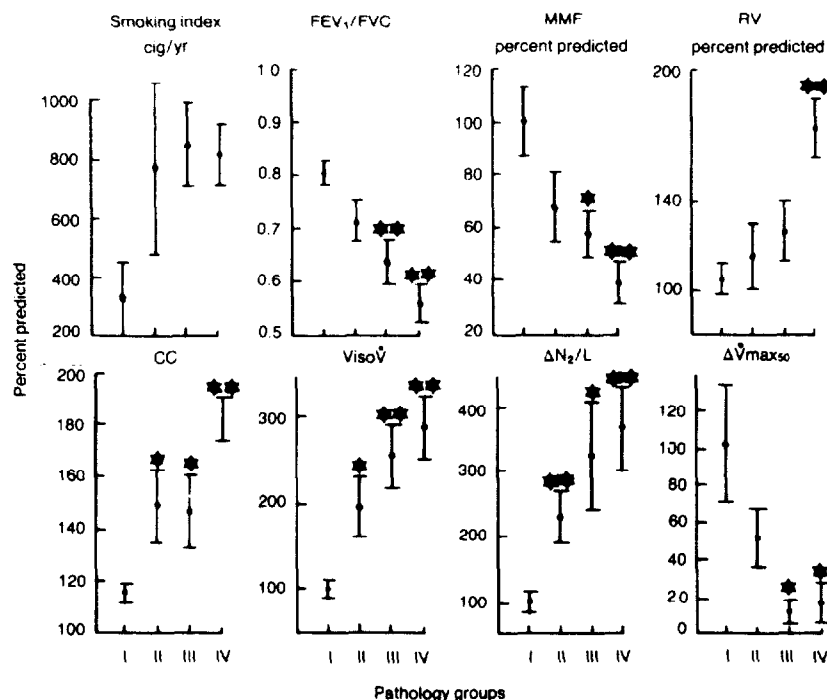 Smoking index
cig/yr
FEV₁/FVC
MMF
percent predicted
RV
percent predicted
1000
800
600
400
200
1.0
0.9
0.8
0.7
0.6
0.5
120
100
80
60
40
20
200
140
100
Percent predicted
CC
VisoV̇
ΔN₂/L
ΔV̇max₅₀
200
180
160
140
120
100
300
200
100
400
300
200
100
120
100
80
60
40
20
0
I II III IV
I II III IV
I II III IV
I II III IV
Pathology groups